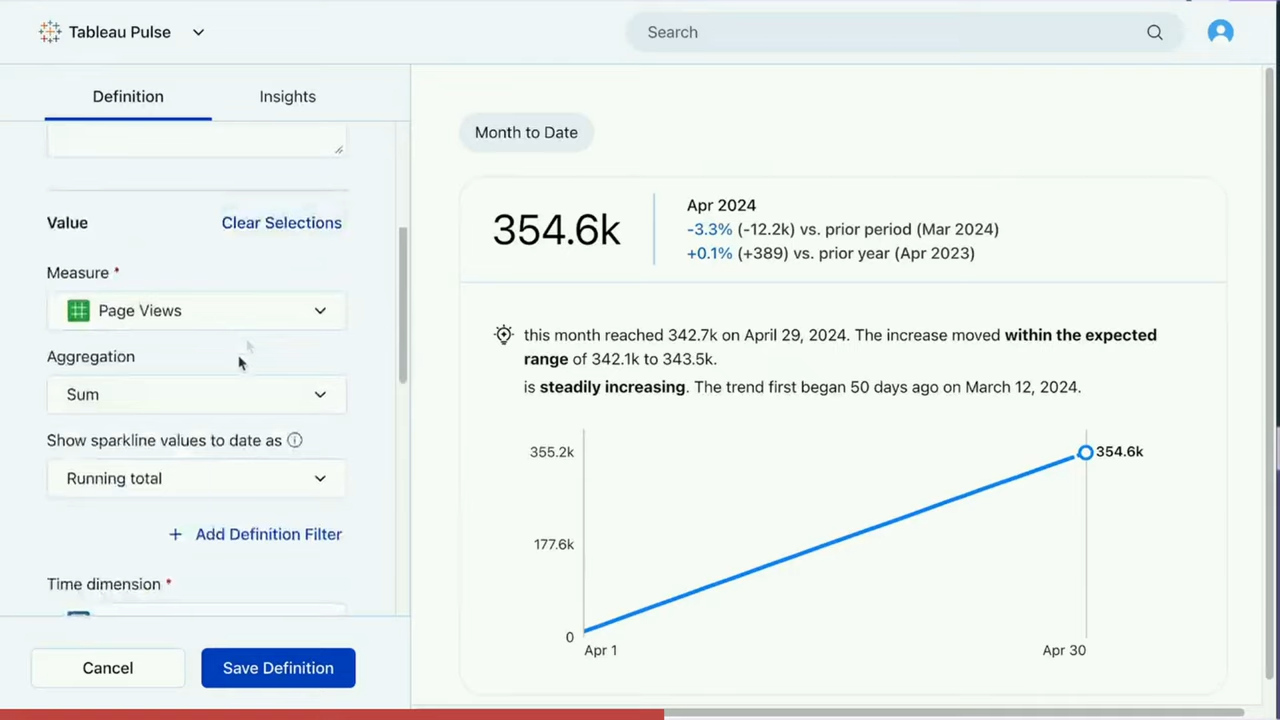 Tableau Pulse
Search
Definition
Insights
Value
Clear Selections
Measure *
Page Views
Aggregation
Sum
Show sparkline values to date as
Running total
+ Add Definition Filter
Time dimension *
Cancel
Save Definition
Month to Date
354.6k
Apr 2024
-3.3% (-12.2k) vs. prior period (Mar 2024)
+0.1% (+389) vs. prior year (Apr 2023)
this month reached 342.7k on April 29, 2024. The increase moved within the expected
range of 342.1k to 343.5k.
is steadily increasing. The trend first began 50 days ago on March 12, 2024.
355.2k
354.6k
177.6k
0
Apr 1
Apr 30